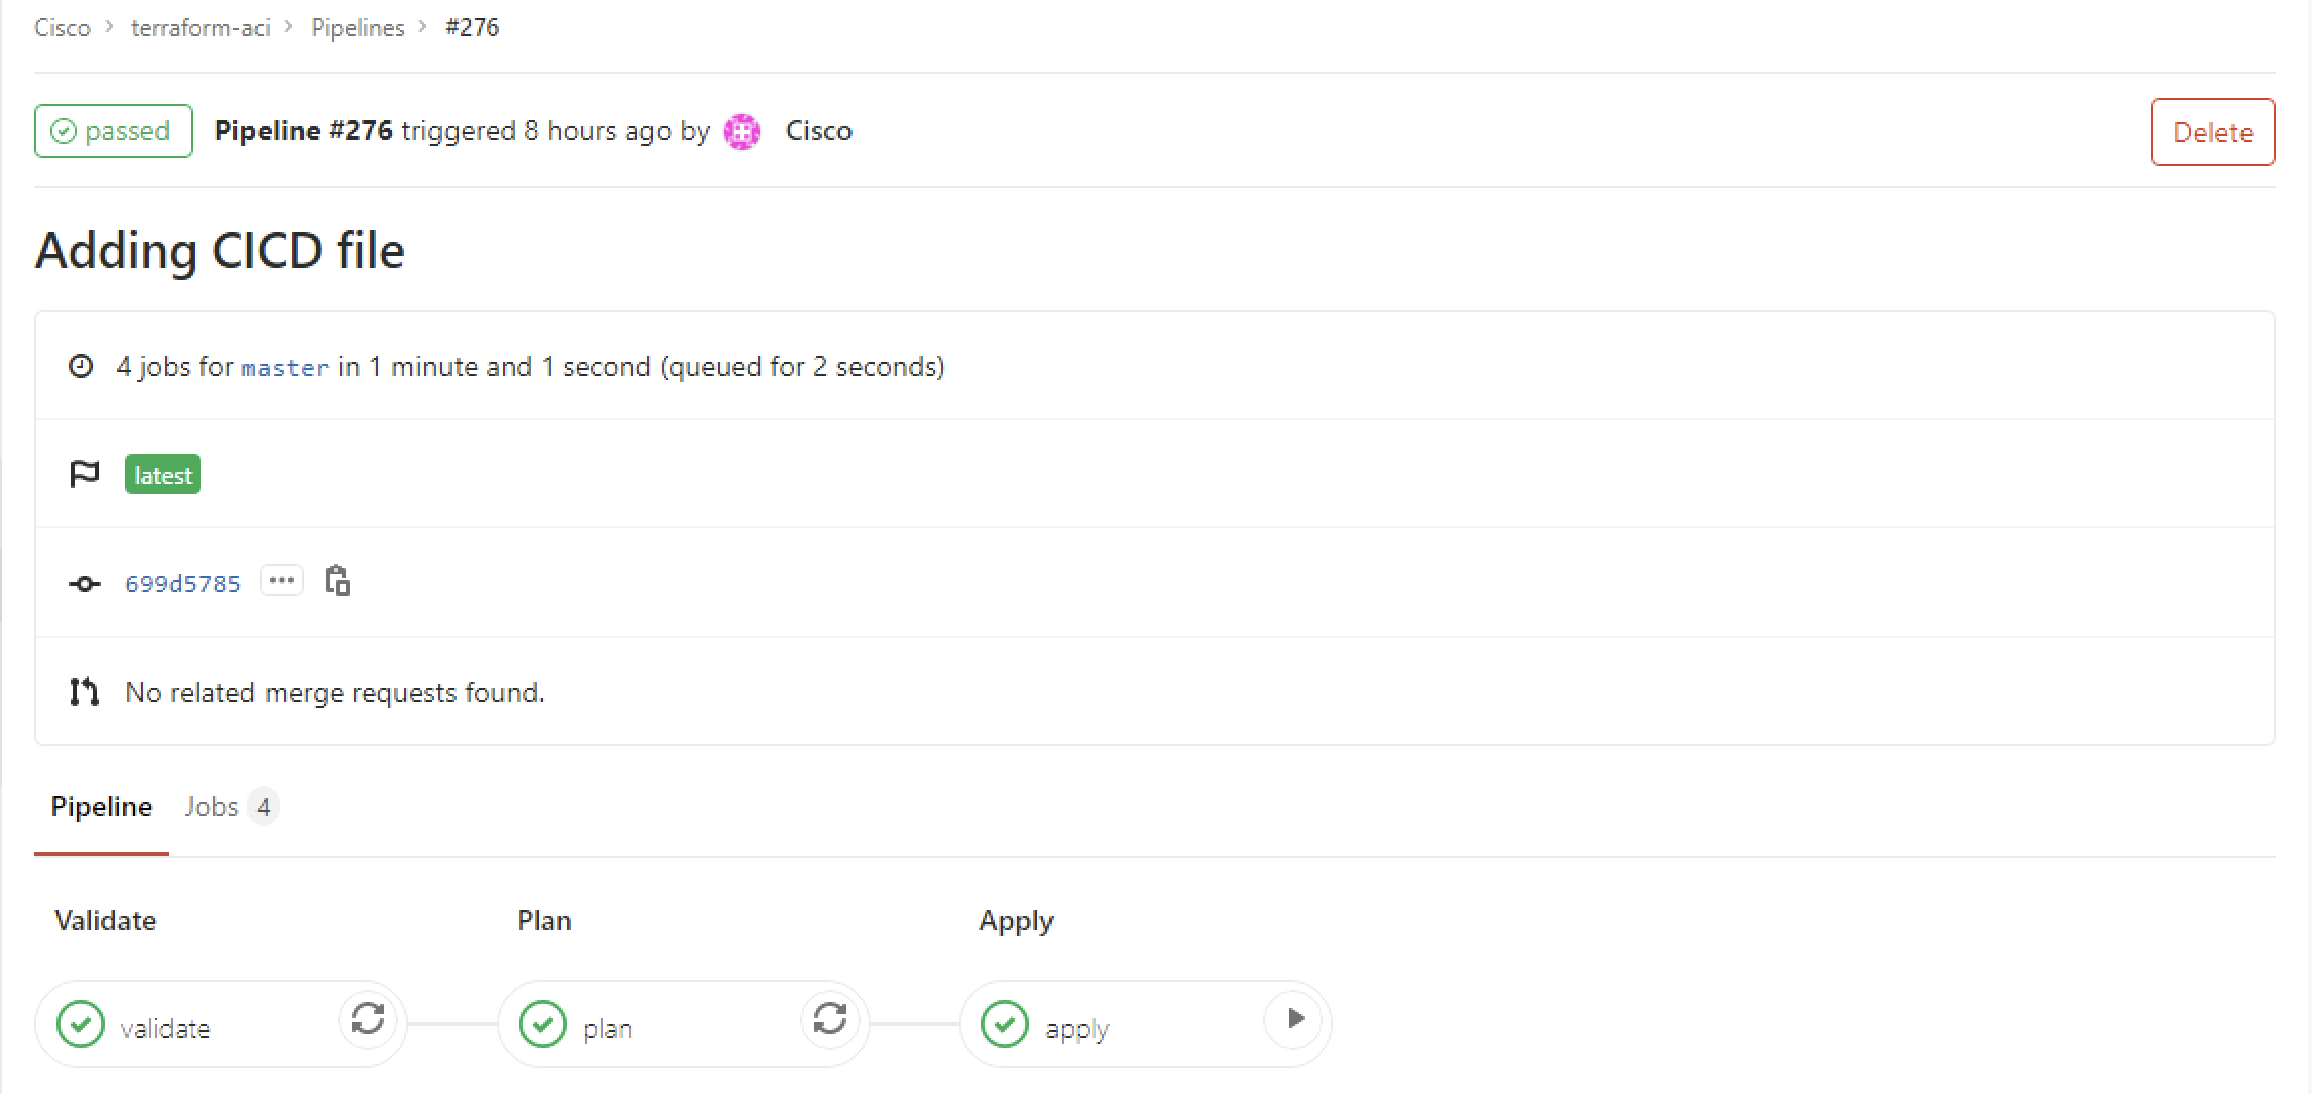 Cisco > terraform-aci > Pipelines > #276
passed Pipeline #276 triggered 8 hours ago by Cisco Delete
Adding CICD file
4 jobs for master in 1 minute and 1 second (queued for 2 seconds)
latest
699d5785 ...
No related merge requests found.
Pipeline Jobs 4
Validate Plan Apply
validate plan apply